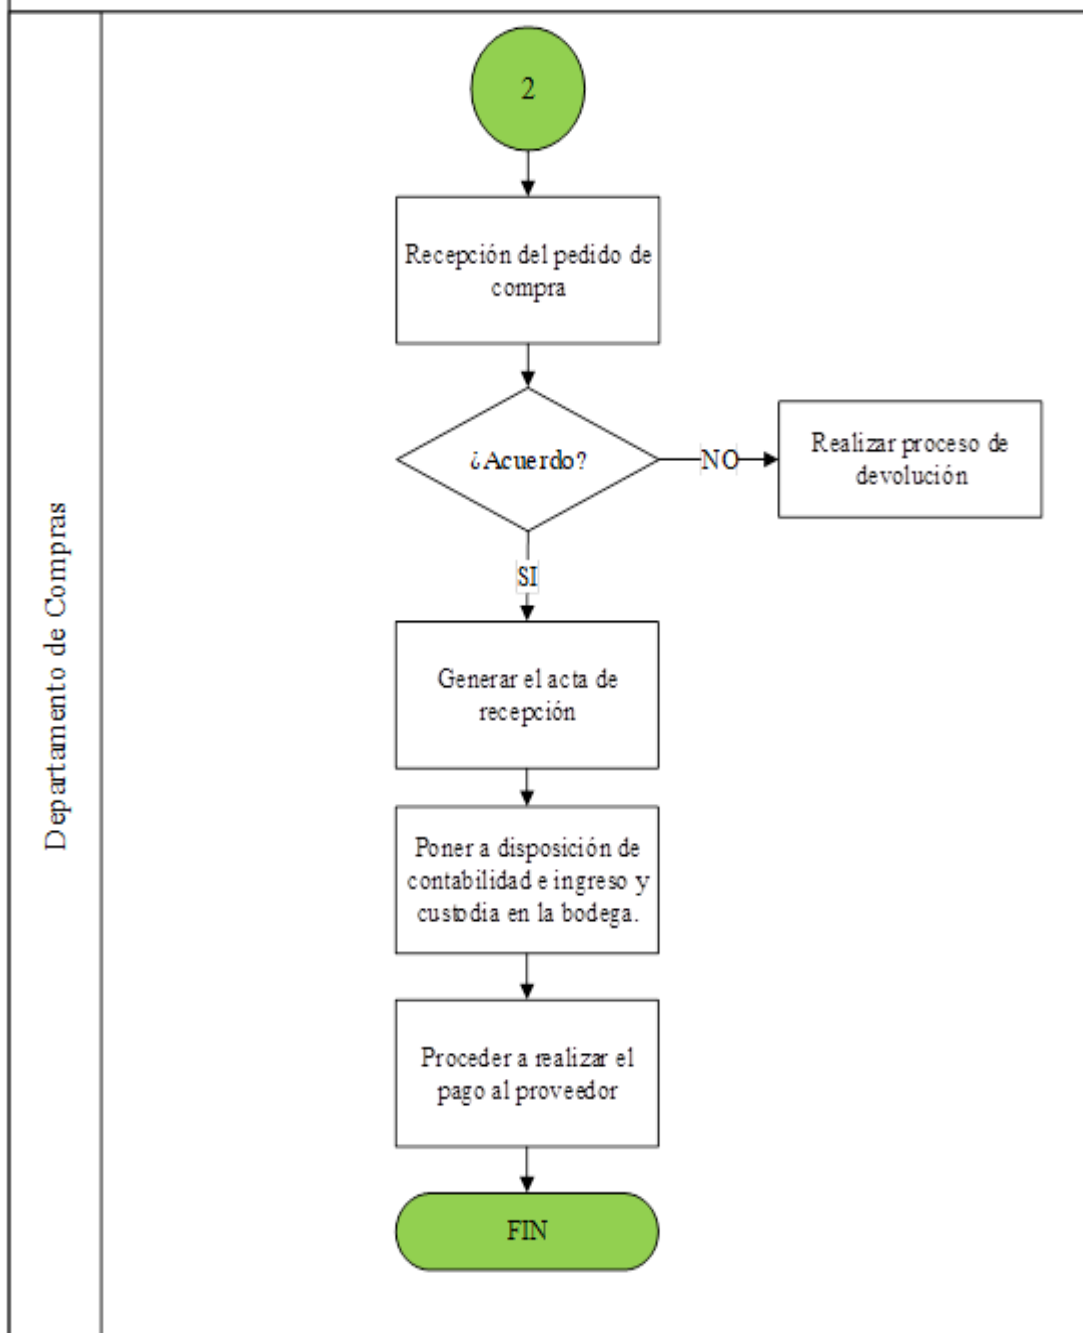 2
Recepción del pedido de
compra
¿Acuerdo?
NO
Realizar proceso de
devolución
SI
Generar el acta de
recepción
Poner a disposición de
contabilidad e ingreso y
custodia en la bodega.
Proceder a realizar el
pago al proveedor
FIN
Departamento de Compras